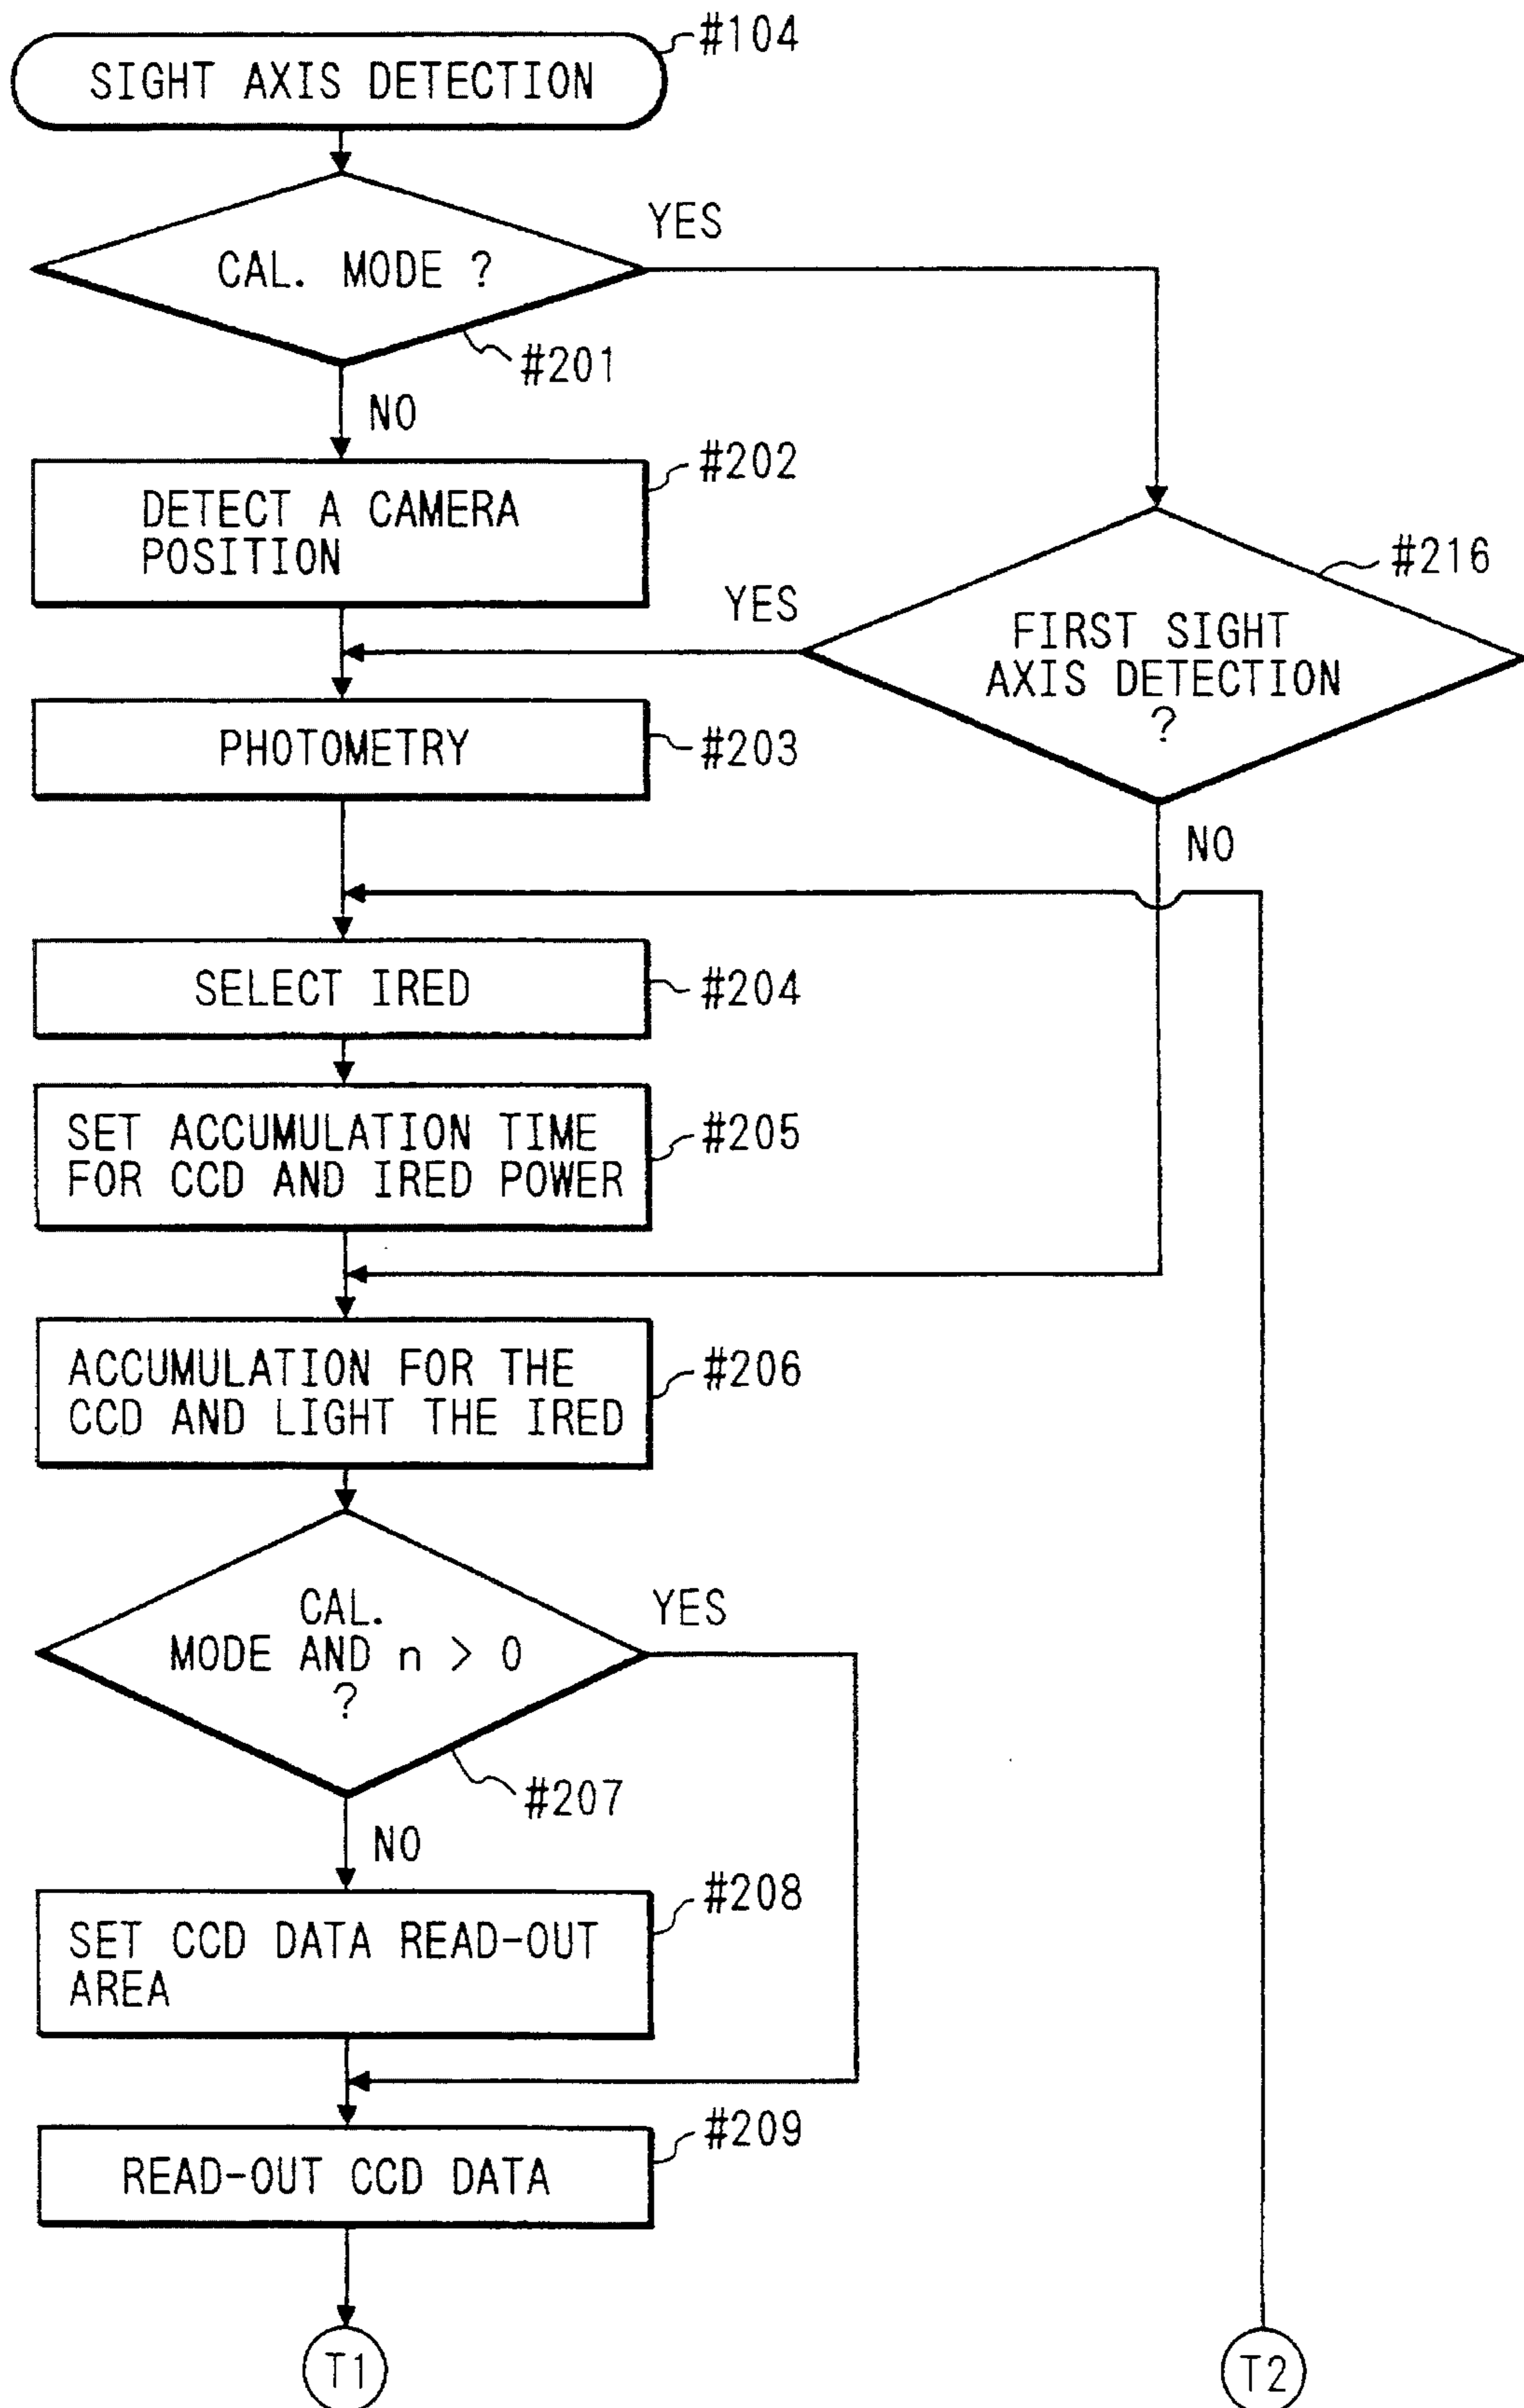 #104
SIGHT AXIS DETECTION
YES
CAL. MODE ?
#201
NO
#202
DETECT A CAMERA
POSITION
#216
YES
FIRST SIGHT
AXIS DETECTION
?
PHOTOMETRY
#203
NO
SELECT IRED
#204
SET ACCUMULATION TIME
FOR CCD AND IRED POWER
#205
ACCUMULATION FOR THE
CCD AND LIGHT THE IRED
#206
CAL.
MODE AND n > 0
?
YES
#207
NO
#208
SET CCD DATA READ-OUT
AREA
#209
READ-OUT CCD DATA
T1
T2